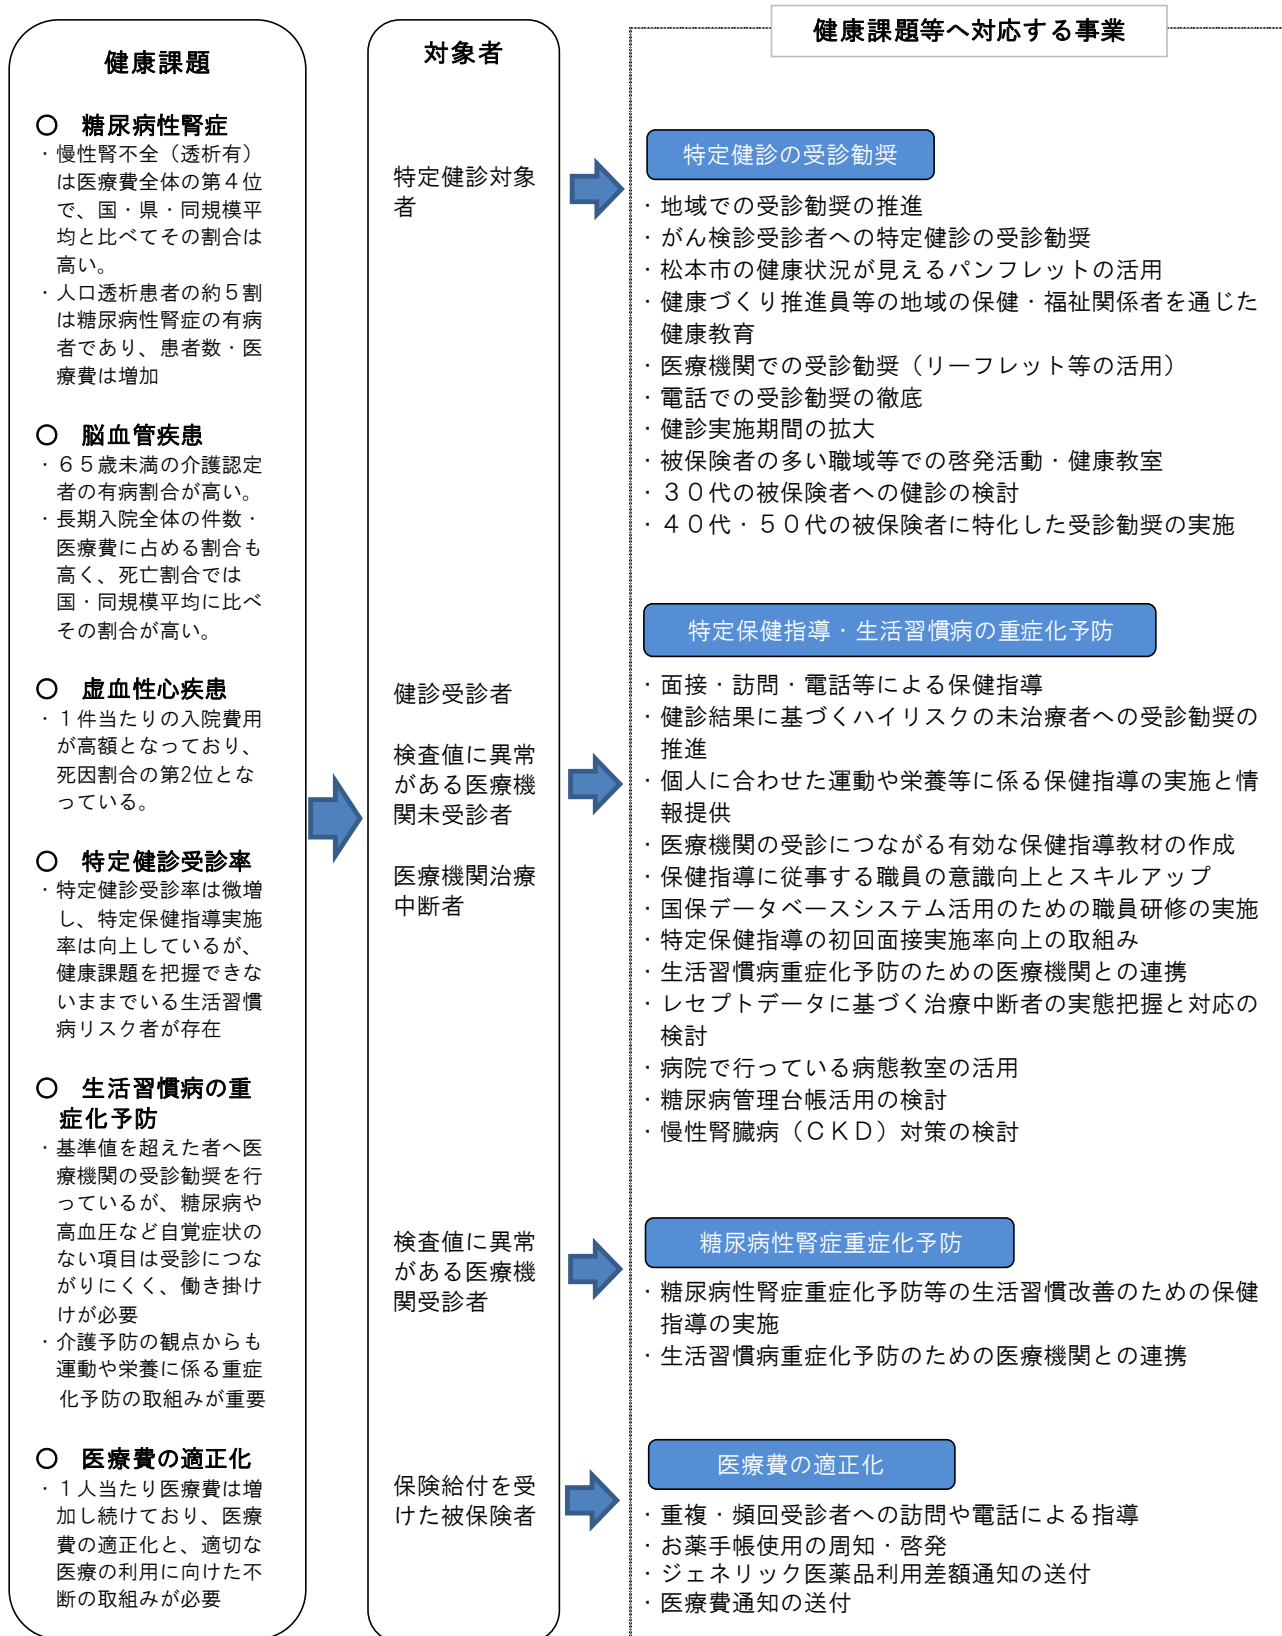 健康課題
○　糖尿病性腎症
・慢性腎不全（透析有）
は医療費全体の第４位
で、国・県・同規模平
均と比べてその割合は
高い。
・人口透析患者の約５割
は糖尿病性腎症の有病
者であり、患者数・医
療費は増加
○　脳血管疾患
・６５歳未満の介護認定
者の有病割合が高い。
・長期入院全体の件数・
医療費に占める割合も
高く、死亡割合では
国・同規模平均に比べ
その割合が高い。
○　虚血性心疾患
・１件当たりの入院費用
が高額となっており、
死因割合の第2位とな
っている。
○　特定健診受診率
・特定健診受診率は微増
し、特定保健指導実施
率は向上しているが、
健康課題を把握できな
いままでいる生活習慣
病リスク者が存在
○　生活習慣病の重
症化予防
・基準値を超えた者へ医
療機関の受診勧奨を行
っているが、糖尿病や
高血圧など自覚症状の
ない項目は受診につな
がりにくく、働き掛け
けが必要
・介護予防の観点からも
運動や栄養に係る重症
化予防の取組みが重要
○　医療費の適正化
・１人当たり医療費は増
加し続けており、医療
費の適正化と、適切な
医療の利用に向けた不
断の取組みが必要
対象者
特定健診対象
者
健診受診者
検査値に異常
がある医療機
関未受診者
医療機関治療
中断者
検査値に異常
がある医療機
関受診者
保険給付を受
けた被保険者
健康課題等へ対応する事業
特定健診の受診勧奨
・地域での受診勧奨の推進
・がん検診受診者への特定健診の受診勧奨
・松本市の健康状況が見えるパンフレットの活用
・健康づくり推進員等の地域の保健・福祉関係者を通じた
健康教育
・医療機関での受診勧奨（リーフレット等の活用）
・電話での受診勧奨の徹底
・健診実施期間の拡大
・被保険者の多い職域等での啓発活動・健康教室
・３０代の被保険者への健診の検討
・４０代・５０代の被保険者に特化した受診勧奨の実施
特定保健指導・生活習慣病の重症化予防
・面接・訪問・電話等による保健指導
・健診結果に基づくハイリスクの未治療者への受診勧奨の
推進
・個人に合わせた運動や栄養等に係る保健指導の実施と情
報提供
・医療機関の受診につながる有効な保健指導教材の作成
・保健指導に従事する職員の意識向上とスキルアップ
・国保データベースシステム活用のための職員研修の実施
・特定保健指導の初回面接実施率向上の取組み
・生活習慣病重症化予防のための医療機関との連携
・レセプトデータに基づく治療中断者の実態把握と対応の
検討
・病院で行っている病態教室の活用
・糖尿病管理台帳活用の検討
・慢性腎臓病（ＣＫＤ）対策の検討
糖尿病性腎症重症化予防
・糖尿病性腎症重症化予防等の生活習慣改善のための保健
指導の実施
・生活習慣病重症化予防のための医療機関との連携
医療費の適正化
・重複・頻回受診者への訪問や電話による指導
・お薬手帳使用の周知・啓発
・ジェネリック医薬品利用差額通知の送付
・医療費通知の送付